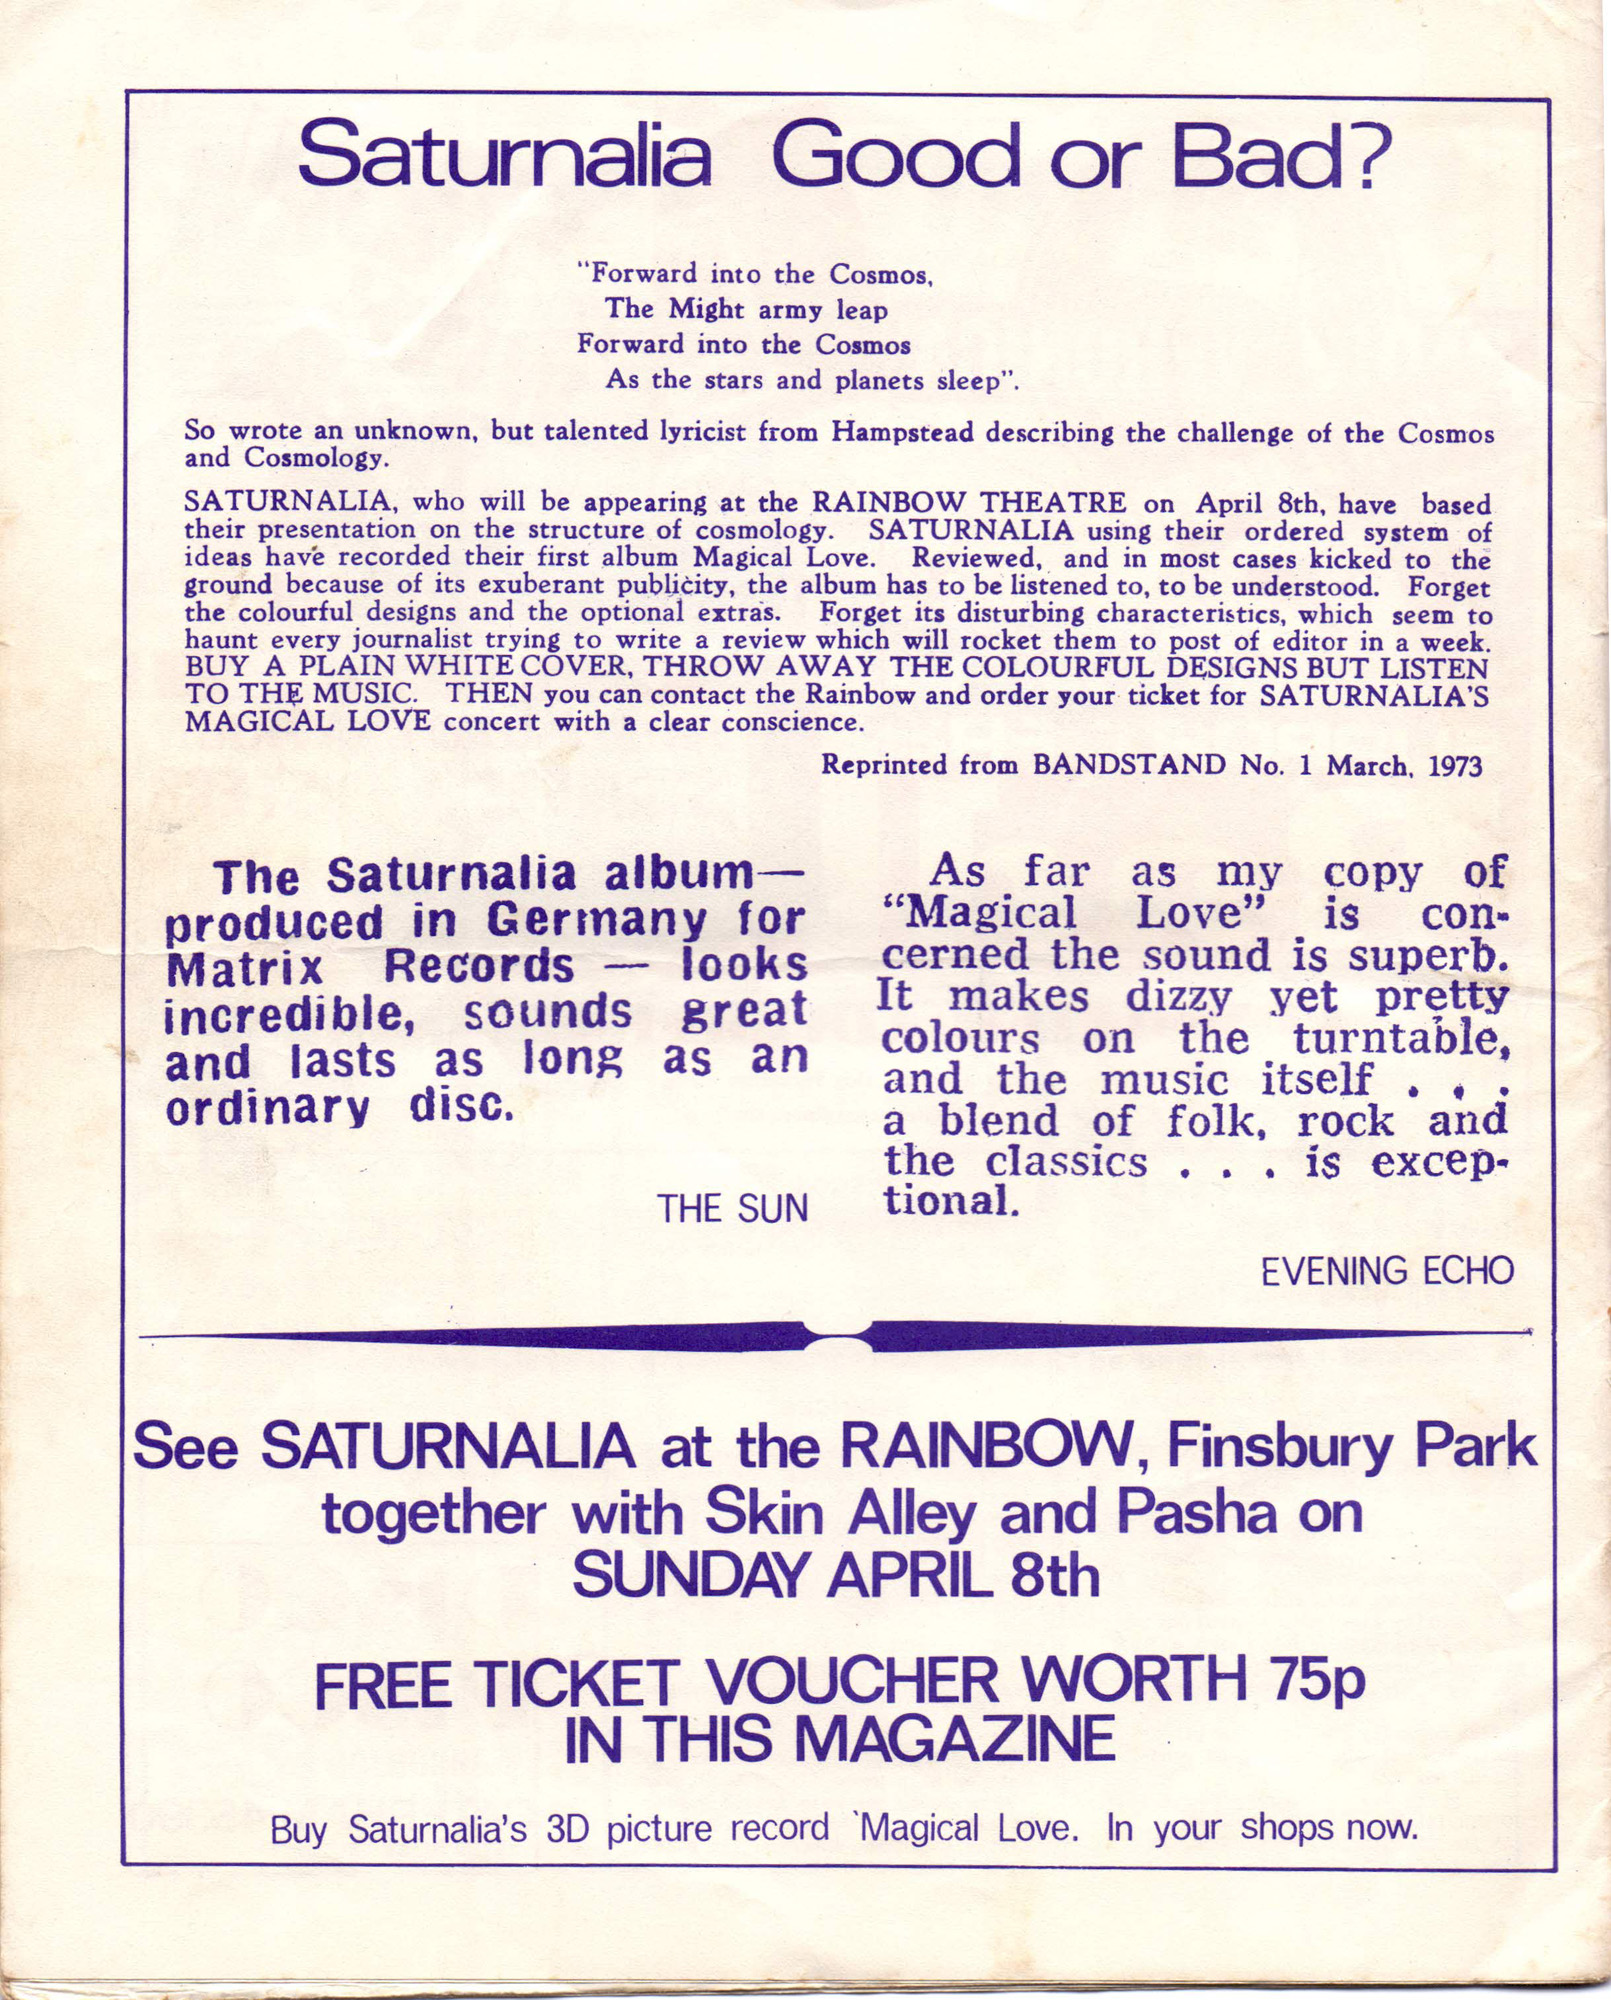 Saturnalia Good or Bad?
"Forward into the Cosmos,
The Might army leap
Forward into the Cosmos
As the stars and planets sleep".
So wrote an unknown, but talented lyricist from Hampstead describing the challenge of the Cosmos
and Cosmology.
SATURNALIA, who will be appearing at the RAINBOW THEATRE on April 8th, have based
their presentation on the structure of cosmology. SATURNALIA using their ordered system of
ideas have recorded their first album Magical Love. Reviewed, and in most cases kicked to the
ground because of its exuberant publicity, the album has to be listened to, to be understood. Forget
the colourful designs and the optional extras. Forget its disturbing characteristics, which seem to
haunt every journalist trying to write a review which will rocket them to post of editor in a week.
BUY A PLAIN WHITE COVER, THROW AWAY THE COLOURFUL DESIGNS BUT LISTEN
TO THE MUSIC. THEN you can contact the Rainbow and order your ticket for SATURNALIA'S
MAGICAL LOVE concert with a clear conscience.
Reprinted from BANDSTAND No. 1 March, 1973
The Saturnalia album—
produced in Germany for
Matrix Records — looks
incredible, sounds great
and lasts as long as an
ordinary disc.
THE SUN
As far as my copy of
"Magical Love" is con-
cerned the sound is superb.
It makes dizzy yet pretty
colours on the turntable,
and the music itself . . .
a blend of folk, rock and
the classics . . . is excep-
tional.
EVENING ECHO
See SATURNALIA at the RAINBOW, Finsbury Park
together with Skin Alley and Pasha on
SUNDAY APRIL 8th
FREE TICKET VOUCHER WORTH 75p
IN THIS MAGAZINE
Buy Saturnalia's 3D picture record 'Magical Love. In your shops now.